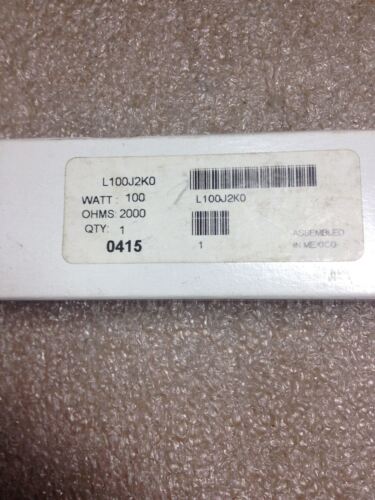 L100J2K0
WATT: 100 L100J2K0
OHMS: 2000
QTY: 1
0415 1
ASSEMBLED
IN MEXICO